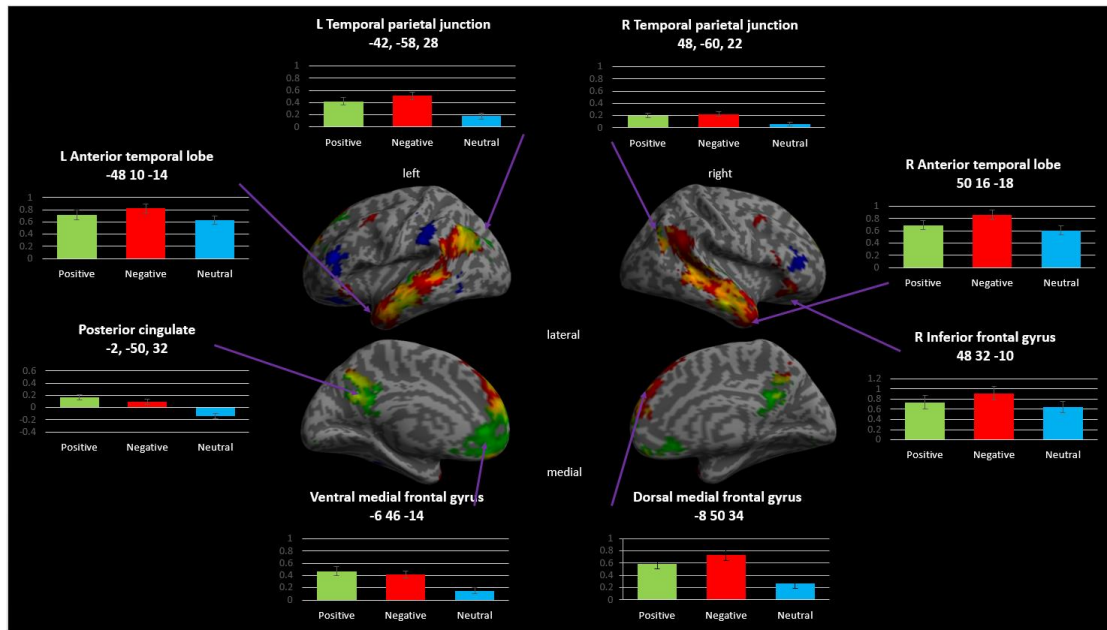 L Temporal parietal junction
-42, -58, 28
1
0.8
0.6
0.4
0.2
0
Positive
Negative
Neutral
R Temporal parietal junction
48, -60, 22
1
0.8
0.6
0.4
0.2
0
Positive
Negative
Neutral
L Anterior temporal lobe
-48 10 -14
1
0.8
0.6
0.4
0.2
0
Positive
Negative
Neutral
left
right
R Anterior temporal lobe
50 16 -18
1
0.8
0.6
0.4
0.2
0
Positive
Negative
Neutral
Posterior cingulate
-2, -50, 32
0.6
0.4
0.2
0
-0.2
-0.4
Positive
Negative
Neutral
lateral
R Inferior frontal gyrus
48 32 -10
1.2
1
0.8
0.6
0.4
0.2
0
Positive
Negative
Neutral
medial
Ventral medial frontal gyrus
-6 46 -14
1
0.8
0.6
0.4
0.2
0
Positive
Negative
Neutral
Dorsal medial frontal gyrus
-8 50 34
1
0.8
0.6
0.4
0.2
0
Positive
Negative
Neutral